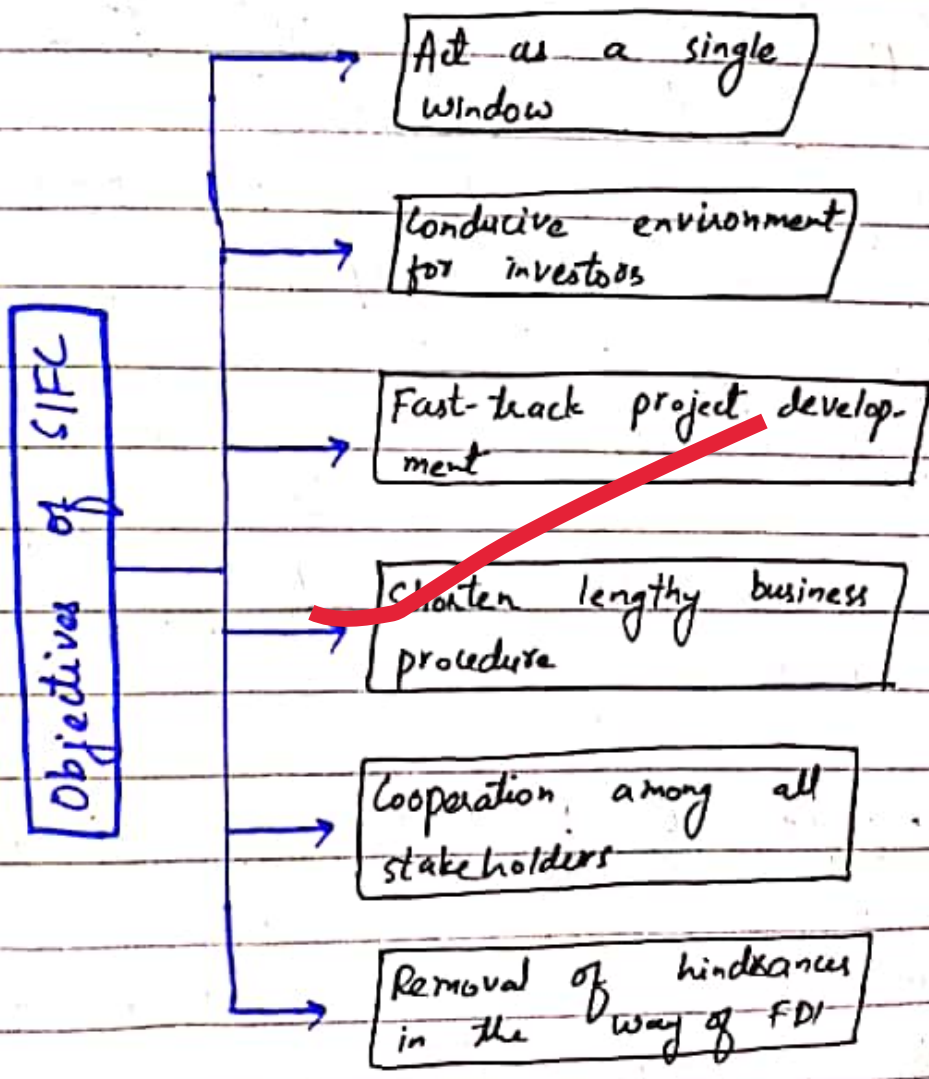 Objectives of SIFC
Act as a single
window
Conducive environment
for investors
Fast-track project develop-
ment
Shorten lengthy business
procedure
Cooperation among all
stakeholders
Removal of hindrances
in the way of FDI